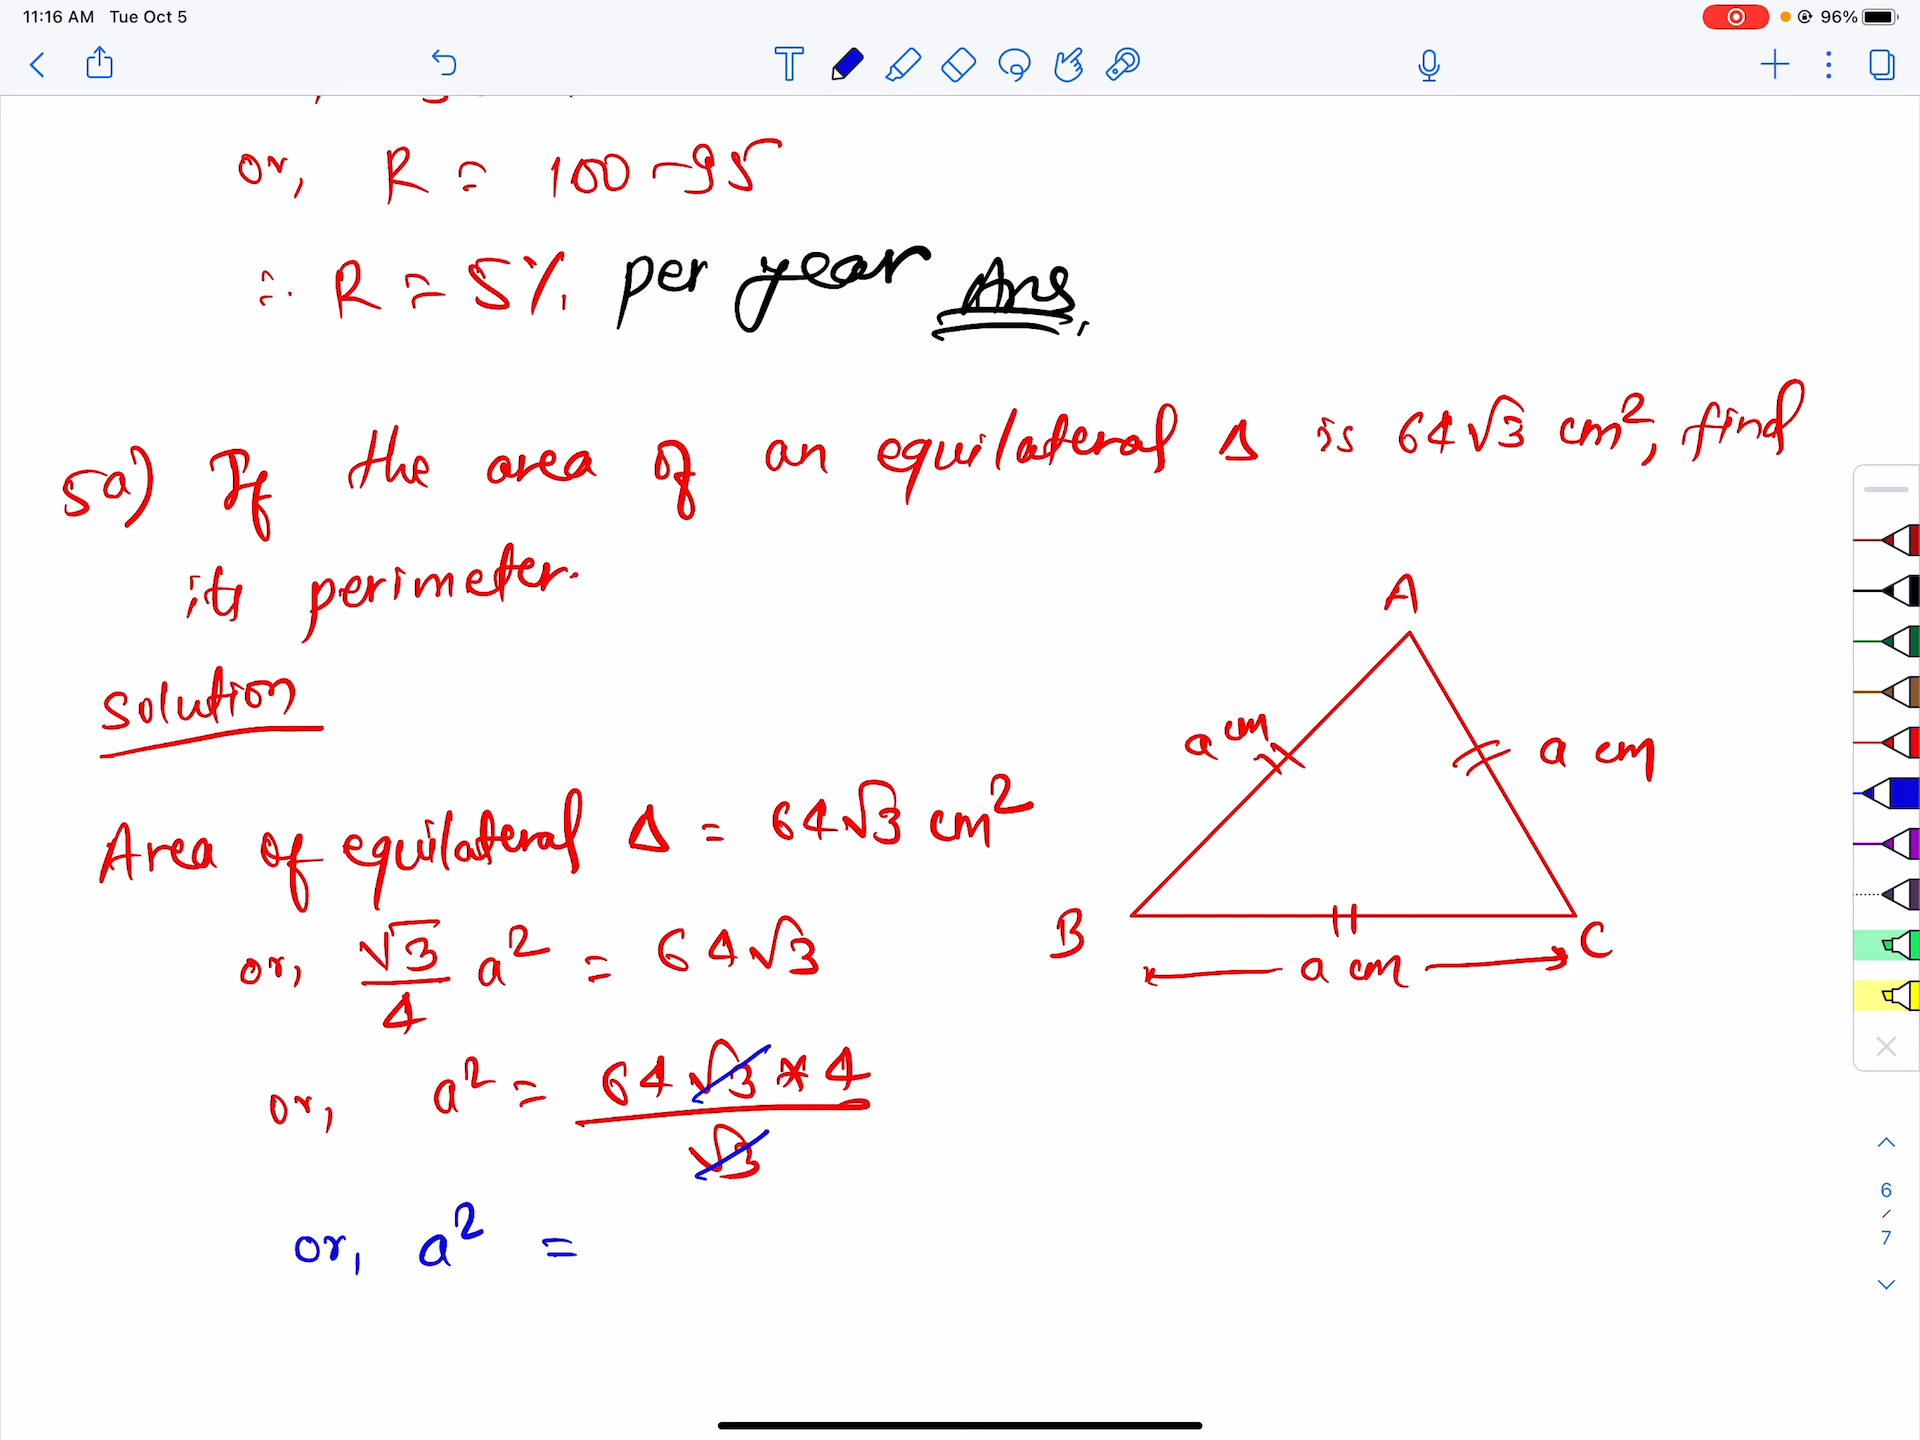 11:16 AM Tue Oct 5
96%
or, R = 100 - 95
∴ R = 5% per year Ans.
5a) If the area of an equilateral Δ is 64√3 cm², find
its perimeter.
Solution
Area of equilateral Δ = 64√3 cm²
or, √3/4 a² = 64√3
or, a² = 64√3 * 4 / √3
or, a² =
A
a cm
a cm
B
C
a cm
6
/
7